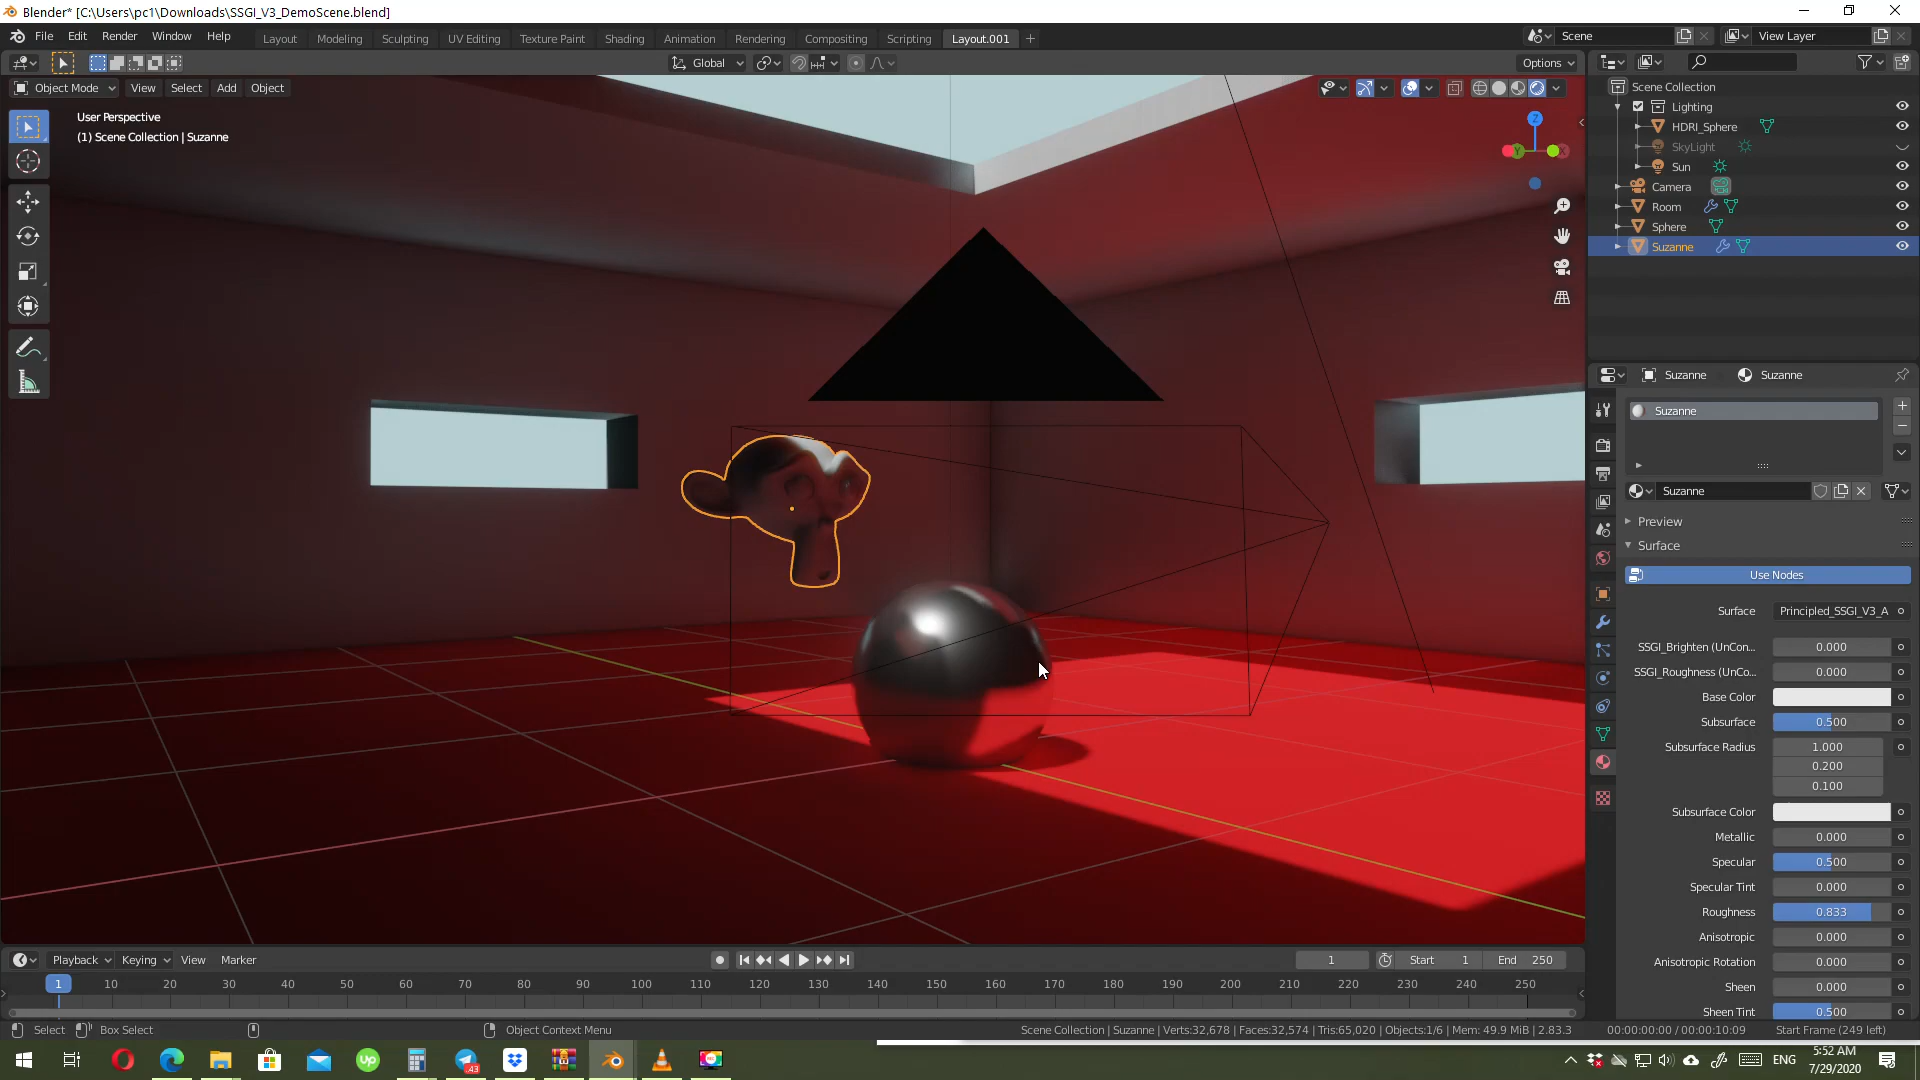 Blender* [C:\Users\pc1\Downloads\SSGI_V3_DemoScene.blend]
File Edit Render Window Help Layout Modeling Sculpting UV Editing Texture Paint Shading Animation Rendering Compositing Scripting Layout.001 + Scene View Layer
Global Options
Object Mode View Select Add Object
User Perspective
(1) Scene Collection | Suzanne
Z
Y
X
Scene Collection
Lighting
HDRI_Sphere
SkyLight
Sun
Camera
Room
Sphere
Suzanne
Suzanne Suzanne
Suzanne
Suzanne
Preview
Surface
Use Nodes
Surface Principled_SSGI_V3_A
SSGI_Brighten (UnCon... 0.000
SSGI_Roughness (UnCo... 0.000
Base Color
Subsurface 0.500
Subsurface Radius 1.000
0.200
0.100
Subsurface Color
Metallic 0.000
Specular 0.500
Specular Tint 0.000
Roughness 0.833
Anisotropic 0.000
Anisotropic Rotation 0.000
Sheen 0.000
Sheen Tint 0.500
Playback Keying View Marker 1 Start 1 End 250
1 10 20 30 40 50 60 70 80 90 100 110 120 130 140 150 160 170 180 190 200 210 220 230 240 250
Select Box Select Object Context Menu Scene Collection | Suzanne | Verts:32,678 | Faces:32,574 | Tris:65,020 | Objects:1/6 | Mem: 49.9 MiB | 2.83.3 00:00:00:00 / 00:00:10:09 Start Frame (249 left)
Up
.43
ENG
5:52 AM
7/29/2020